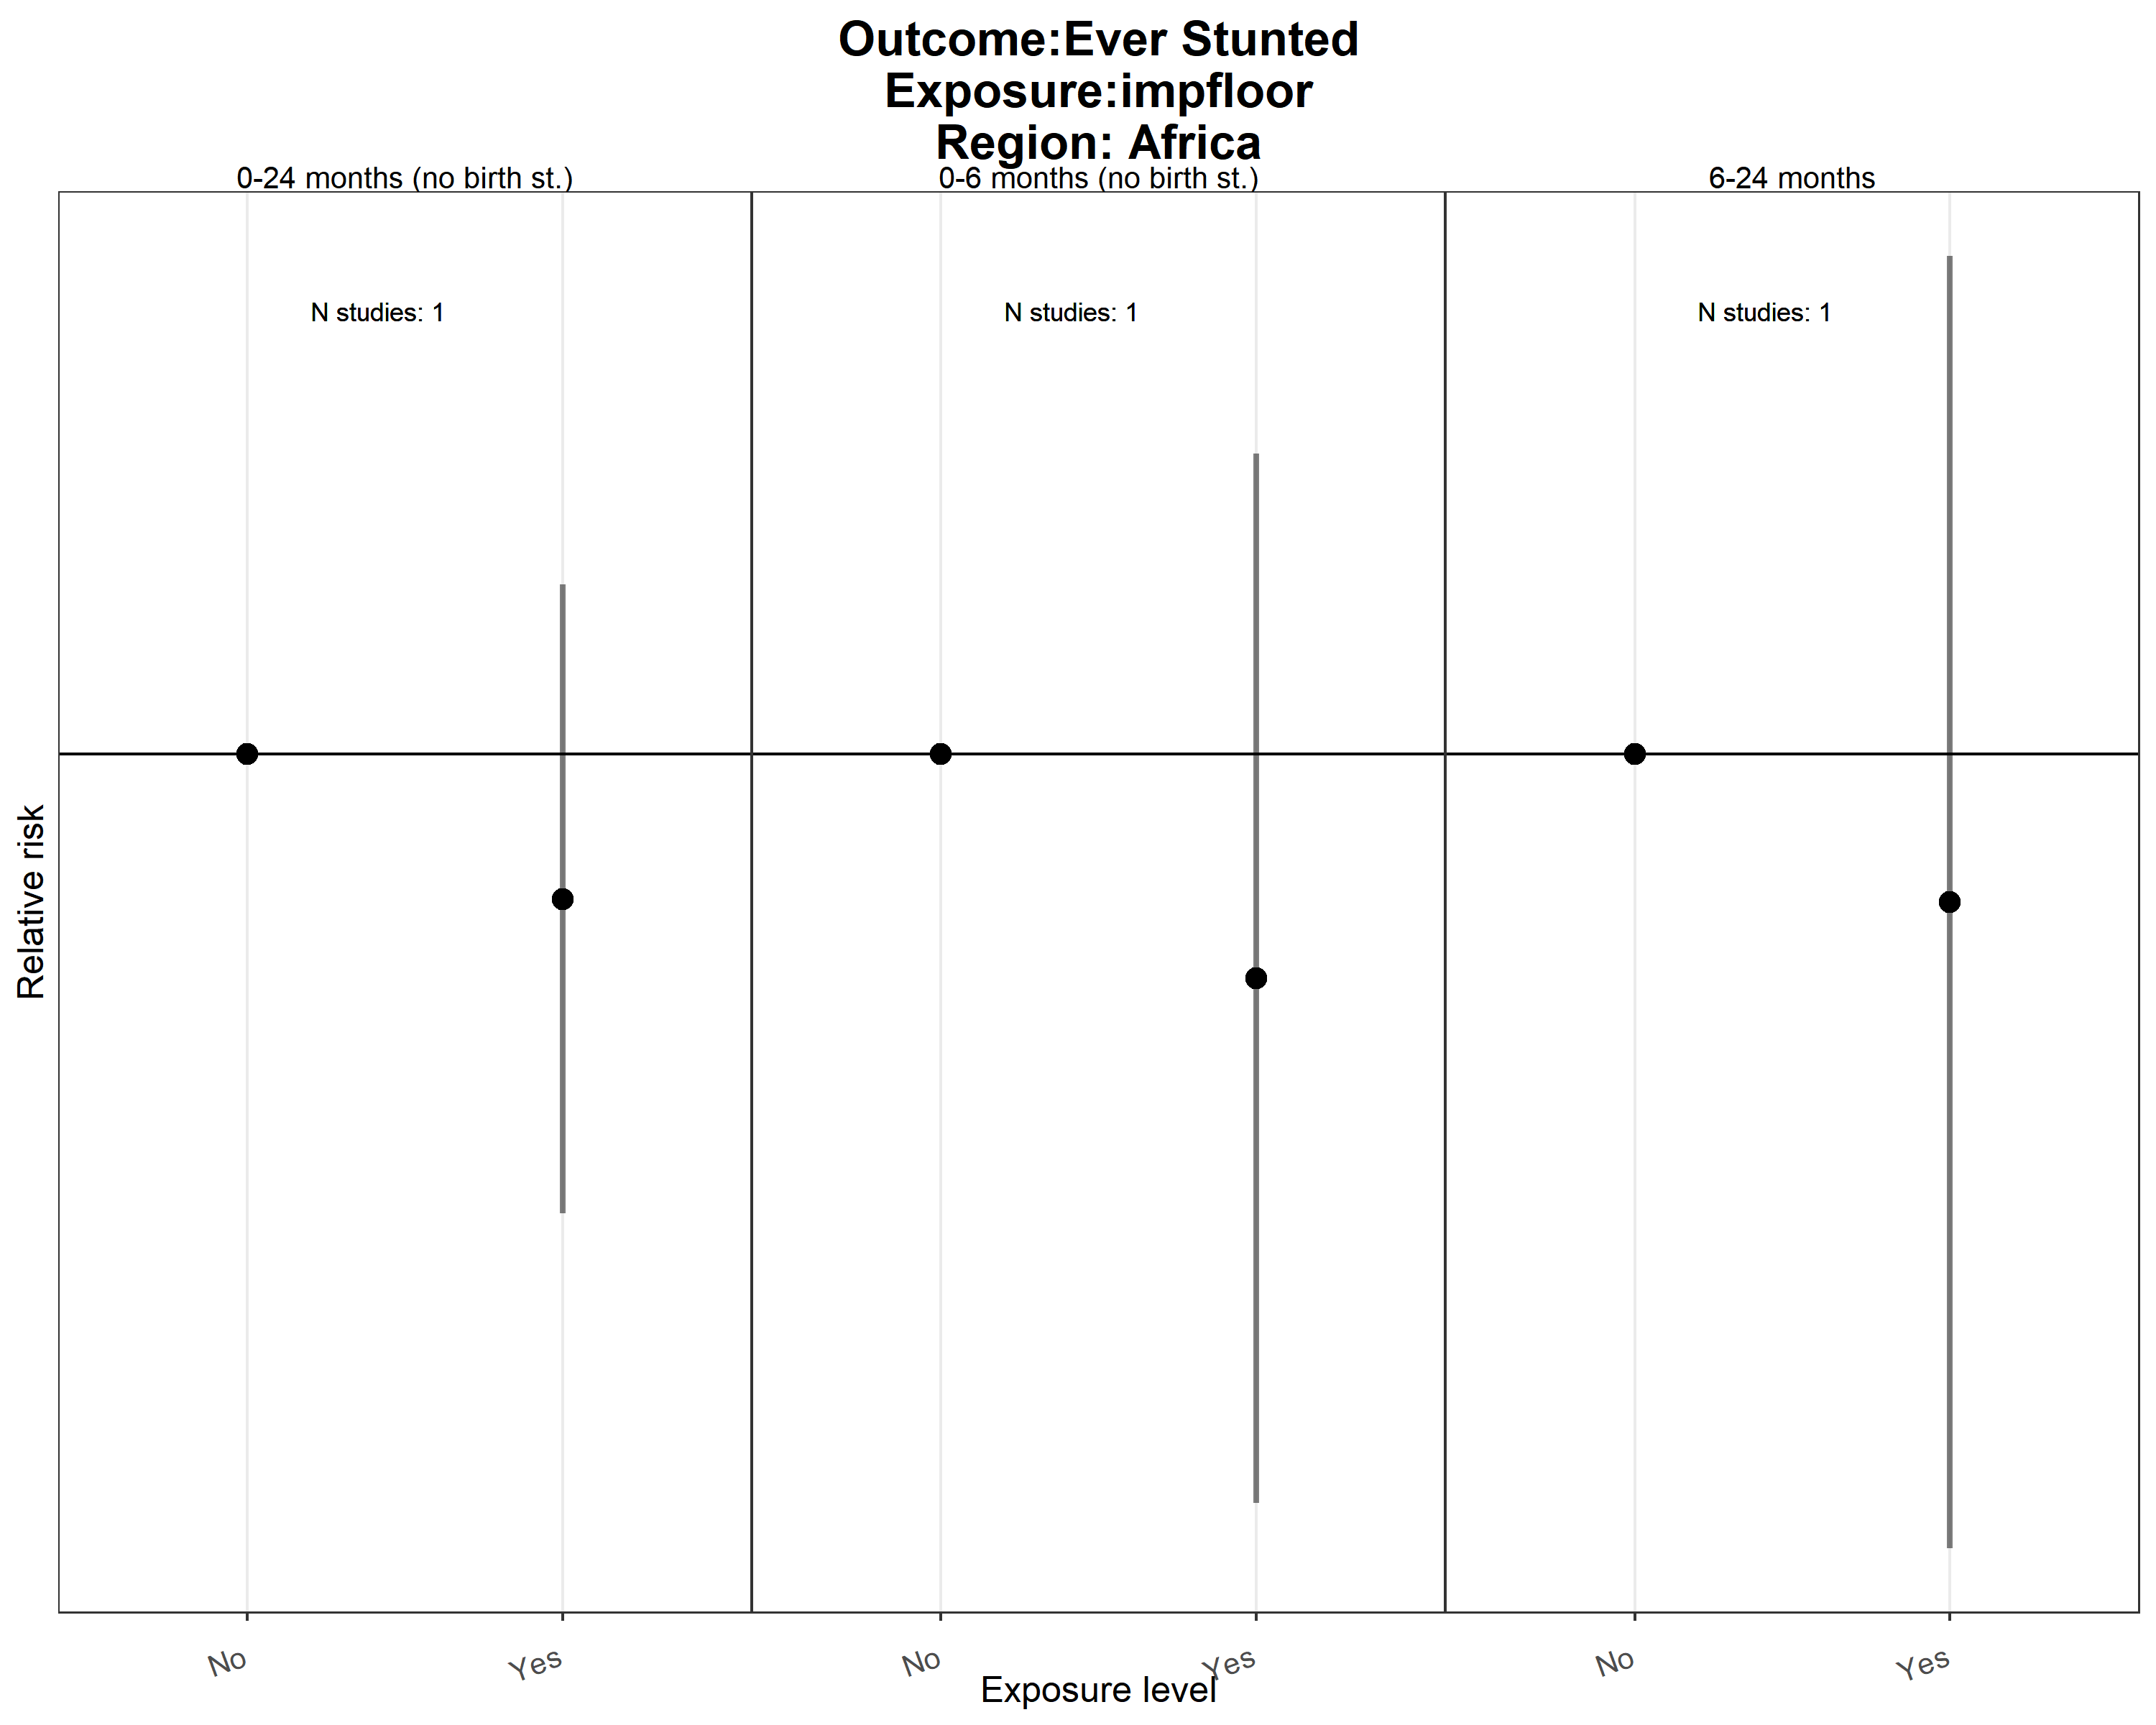 Outcome:Ever Stunted
Exposure:impfloor
Region: Africa
0-24 months (no birth st.)
0-6 months (no birth st.)
6-24 months
N studies: 1
N studies: 1
N studies: 1
Relative risk
No
Yes
No
Yes
No
Yes
Exposure level